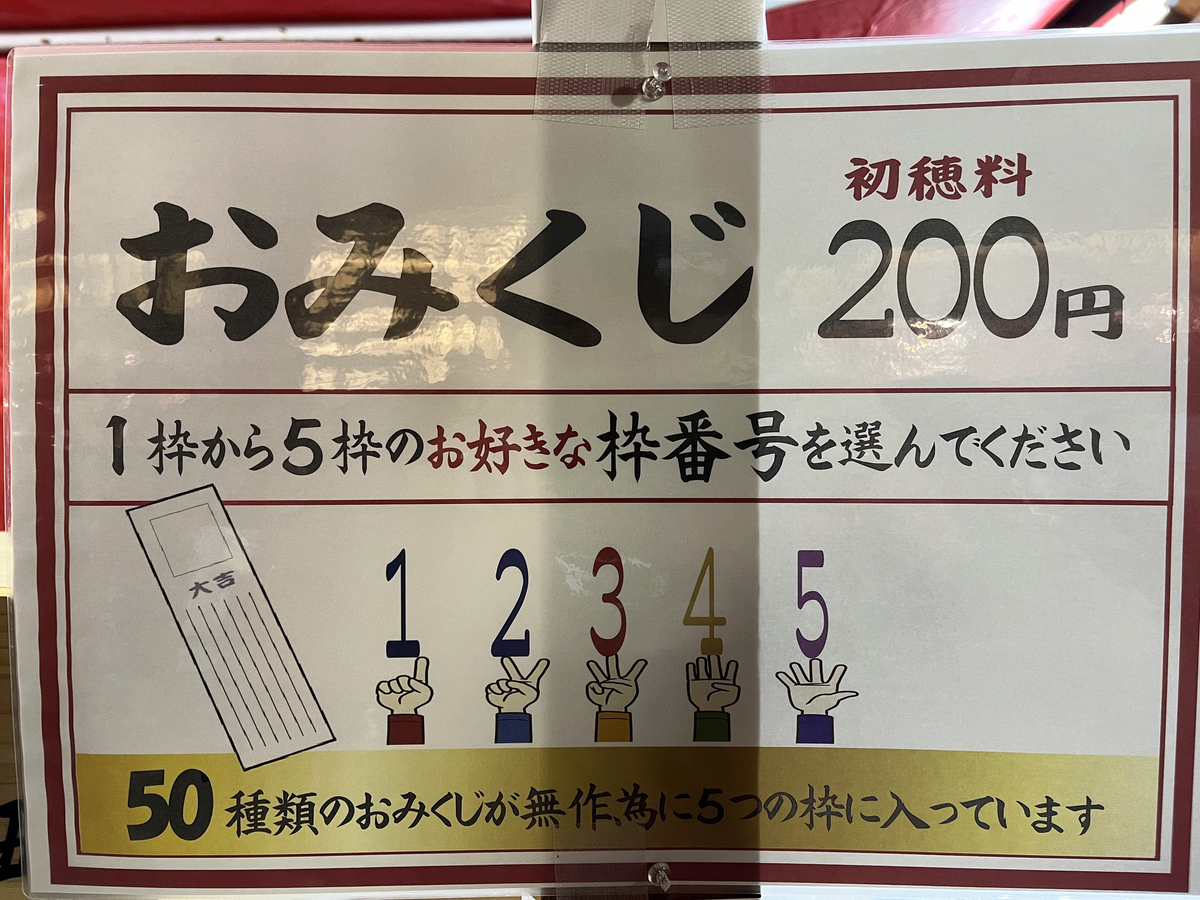 おみくじ
初穂料
200円
1枠から5枠のお好きな枠番号を選んでください
大吉
1 2 3 4 5
50種類のおみくじが無作為に5つの枠に入っています